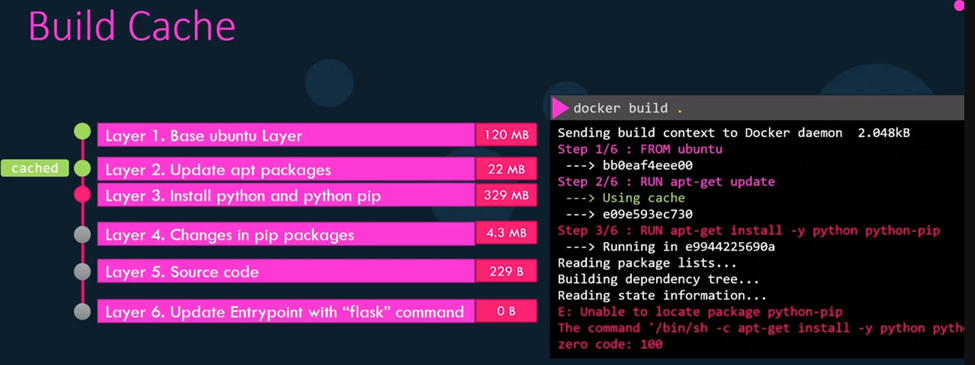 Build Cache
Layer 1. Base ubuntu Layer 120 MB
cached
Layer 2. Update apt packages 22 MB
Layer 3. Install python and python pip 329 MB
Layer 4. Changes in pip packages 4.3 MB
Layer 5. Source code 229 B
Layer 6. Update Entrypoint with “flask” command 0 B
docker build .
Sending build context to Docker daemon 2.048kB
Step 1/6 : FROM ubuntu
---> bb0eaf4eee00
Step 2/6 : RUN apt-get update
---> Using cache
---> e09e593ec730
Step 3/6 : RUN apt-get install -y python python-pip
---> Running in e9944225690a
Reading package lists...
Building dependency tree...
Reading state information...
E: Unable to locate package python-pip
The command '/bin/sh -c apt-get install -y python
zero code: 100